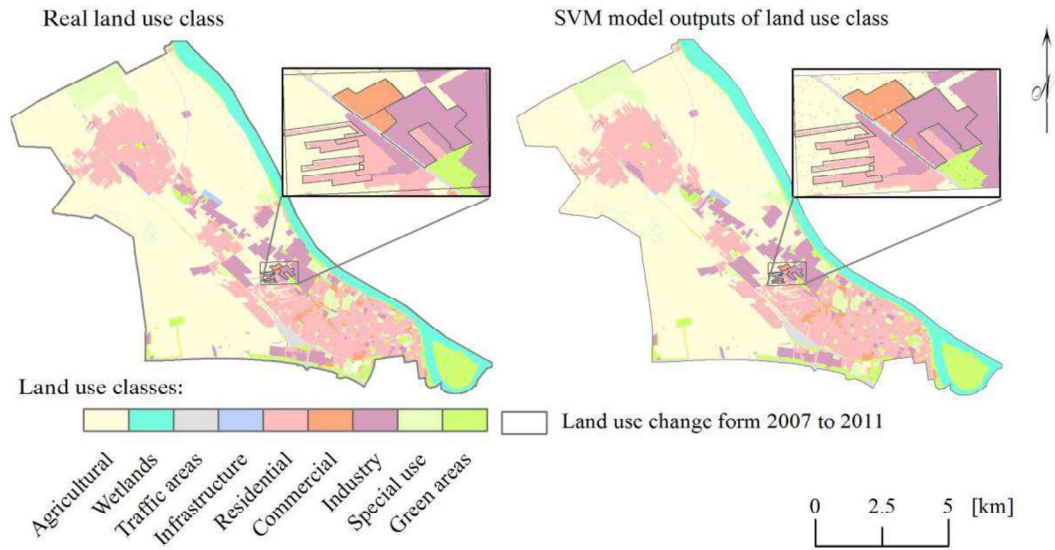 Real land use class
SVM model outputs of land use class
Land use classes:
Land use change form 2007 to 2011
Agricultural
Wetlands
Traffic areas
Infrastructure
Residential
Commercial
Industry
Special use
Green areas
0 2.5 5 [km]